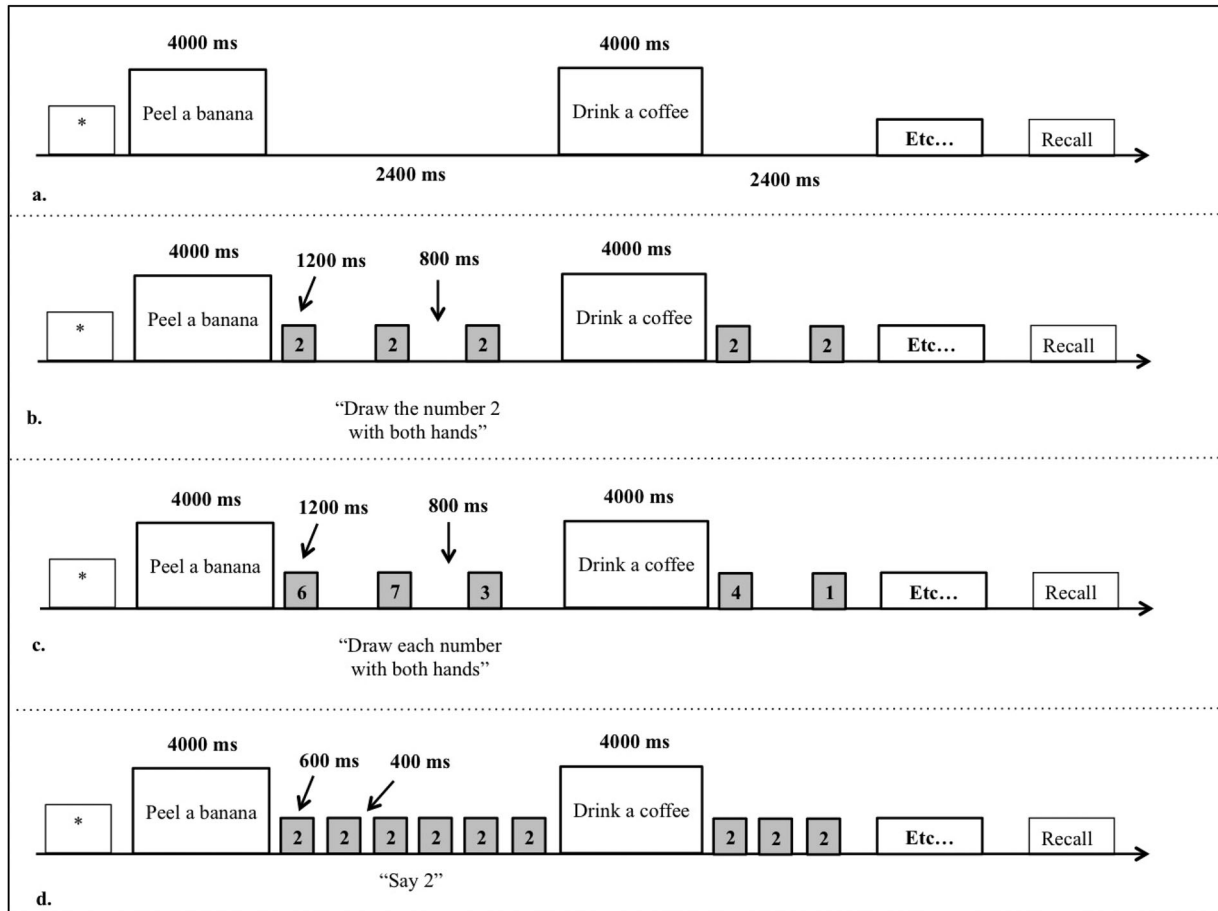 4000 ms
4000 ms
*
Peel a banana
Drink a coffee
Etc...
Recall
2400 ms
2400 ms
a.
4000 ms
1200 ms
800 ms
4000 ms
*
Peel a banana
2
2
2
Drink a coffee
2
2
Etc...
Recall
“Draw the number 2
with both hands”
b.
4000 ms
1200 ms
800 ms
4000 ms
*
Peel a banana
6
7
3
Drink a coffee
4
1
Etc...
Recall
“Draw each number
with both hands”
c.
4000 ms
600 ms
400 ms
4000 ms
*
Peel a banana
2
2
2
2
2
2
Drink a coffee
2
2
2
Etc...
Recall
“Say 2”
d.